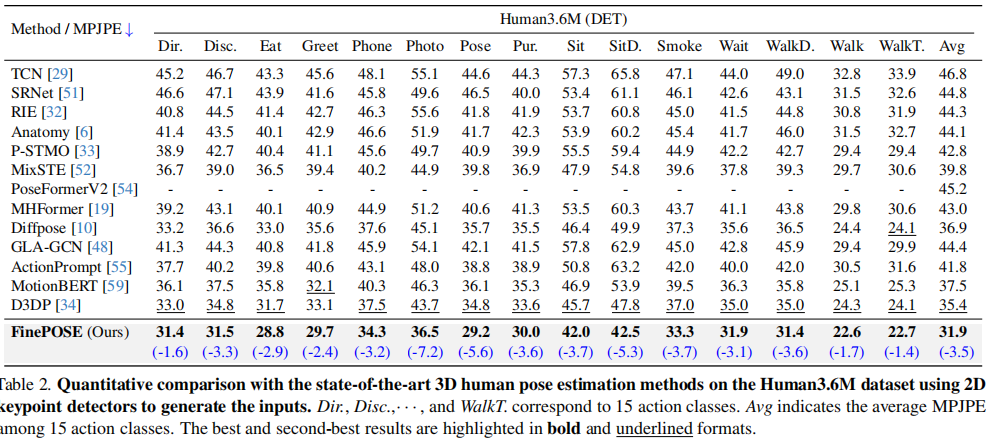 Human3.6M (DET)
Method / MPJPE↓ Dir. Disc. Eat Greet Phone Photo Pose Pur. Sit SitD. Smoke Wait WalkD. Walk WalkT. Avg
TCN [29] 45.2 46.7 43.3 45.6 48.1 55.1 44.6 44.3 57.3 65.8 47.1 44.0 49.0 32.8 33.9 46.8
SRNet [51] 46.6 47.1 43.9 41.6 45.8 49.6 46.5 40.0 53.4 61.1 46.1 42.6 43.1 31.5 32.6 44.8
RIE [32] 40.8 44.5 41.4 42.7 46.3 55.6 41.8 41.9 53.7 60.8 45.0 41.5 44.8 30.8 31.9 44.3
Anatomy [6] 41.4 43.5 40.1 42.9 46.6 51.9 41.7 42.3 53.9 60.2 45.4 41.7 46.0 31.5 32.7 44.1
P-STMO [33] 38.9 42.7 40.4 41.1 45.6 49.7 40.9 39.9 55.5 59.4 44.9 42.2 42.7 29.4 29.4 42.8
MixSTE [52] 36.7 39.0 36.5 39.4 40.2 44.9 39.8 36.9 47.9 54.8 39.6 37.8 39.3 29.7 30.6 39.8
PoseFormerV2 [54] - - - - - - - - - - - - - - - 45.2
MHFormer [19] 39.2 43.1 40.1 40.9 44.9 51.2 40.6 41.3 53.5 60.3 43.7 41.1 43.8 29.8 30.6 43.0
Diffpose [10] 33.2 36.6 33.0 35.6 37.6 45.1 35.7 35.5 46.4 49.9 37.3 35.6 36.5 24.4 24.1 36.9
GLA-GCN [48] 41.3 44.3 40.8 41.8 45.9 54.1 42.1 41.5 57.8 62.9 45.0 42.8 45.9 29.4 29.9 44.4
ActionPrompt [55] 37.7 40.2 39.8 40.6 43.1 48.0 38.8 38.9 50.8 63.2 42.0 40.0 42.0 30.5 31.6 41.8
MotionBERT [59] 36.1 37.5 35.8 32.1 40.3 46.3 36.1 35.3 46.9 53.9 39.5 36.3 35.8 25.1 25.3 37.5
D3DP [34] 33.0 34.8 31.7 33.1 37.5 43.7 34.8 33.6 45.7 47.8 37.0 35.0 35.0 24.3 24.1 35.4
FinePOSE (Ours) 31.4 31.5 28.8 29.7 34.3 36.5 29.2 30.0 42.0 42.5 33.3 31.9 31.4 22.6 22.7 31.9
(-1.6) (-3.3) (-2.9) (-2.4) (-3.2) (-7.2) (-5.6) (-3.6) (-3.7) (-5.3) (-3.7) (-3.1) (-3.6) (-1.7) (-1.4) (-3.5)
Table 2. Quantitative comparison with the state-of-the-art 3D human pose estimation methods on the Human3.6M dataset using 2D
keypoint detectors to generate the inputs. Dir., Disc.,⋯, and WalkT. correspond to 15 action classes. Avg indicates the average MPJPE
among 15 action classes. The best and second-best results are highlighted in bold and underlined formats.